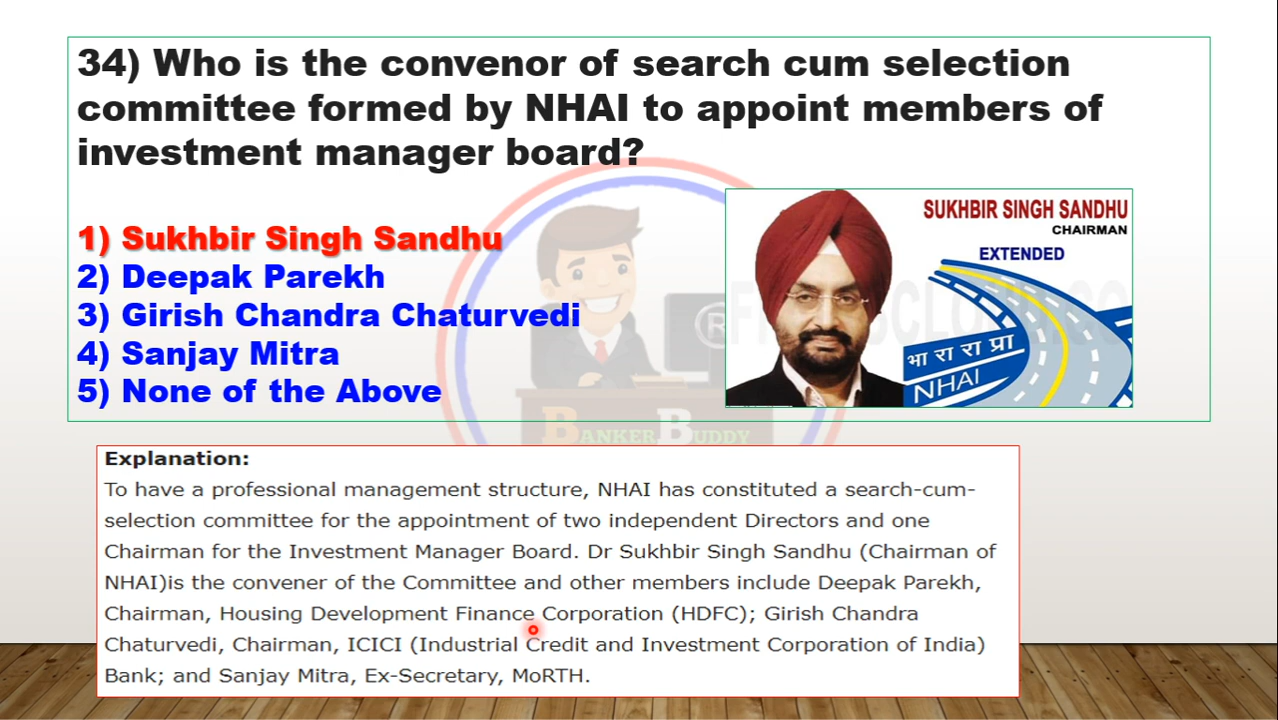 34) Who is the convenor of search cum selection
committee formed by NHAI to appoint members of
investment manager board?
1) Sukhbir Singh Sandhu
2) Deepak Parekh
3) Girish Chandra Chaturvedi
4) Sanjay Mitra
5) None of the Above
SUKHBIR SINGH SANDHU
CHAIRMAN
EXTENDED
भा रा रा प्रा
NHAI
®
BANKER BUDDY
Explanation:
To have a professional management structure, NHAI has constituted a search-cum-
selection committee for the appointment of two independent Directors and one
Chairman for the Investment Manager Board. Dr Sukhbir Singh Sandhu (Chairman of
NHAI)is the convener of the Committee and other members include Deepak Parekh,
Chairman, Housing Development Finance Corporation (HDFC); Girish Chandra
Chaturvedi, Chairman, ICICI (Industrial Credit and Investment Corporation of India)
Bank; and Sanjay Mitra, Ex-Secretary, MoRTH.